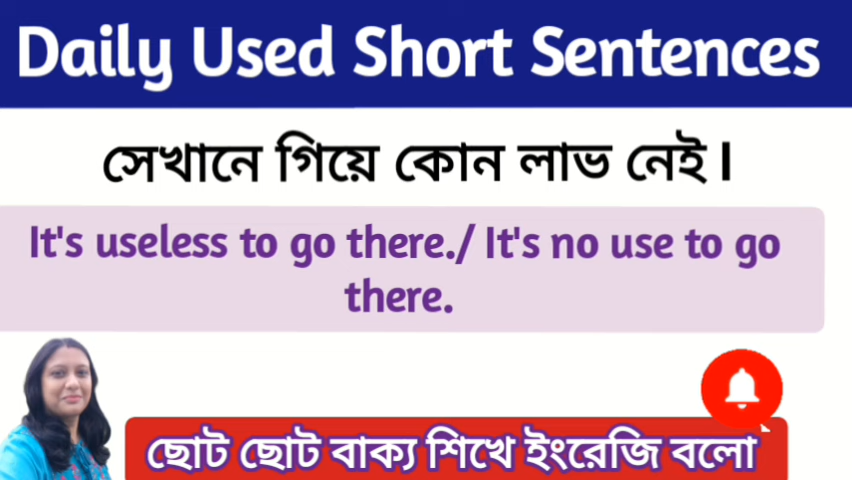 Daily Used Short Sentences
সেখানে গিয়ে কোন লাভ নেই।
It's useless to go there./ It's no use to go
there.
ছোট ছোট বাক্য শিখে ইংরেজি বলো